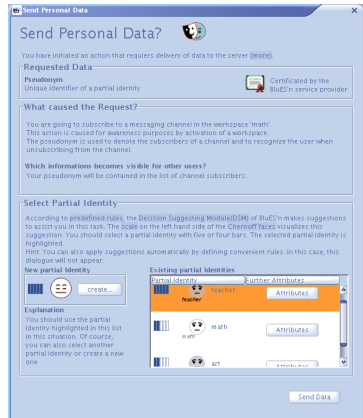 Send Personal Data
Send Personal Data?
You have initiated an action that requiers delivery of data to the server (more).
Requested Data
Pseudonym
Unique identifier of a partial identity
Certificated by the
BluES'n service provider
What caused the Request?
You are going to subscribe to a messaging channel in the workspace 'math'.
This action is caused for awareness purposes by activation of a workspace.
The pseudonym is used to denote the subscribers of a channel and to recognize the user when
unsubscribing from the channel.
Which informations becomes visible for other users?
Your pseudonym will be contained in the list of channel subscribers.
Select Partial Identity
According to predefined rules, the Decision Suggesting Module(DSM) of BluES'n makes suggestions
to assist you in this task. The scale on the left hand side of the Chernoff faces visualizes this
suggestion. You should select a partial identity with five or four bars. The selected partial identity is
highlighted.
Hint: You can also suggestions automatically by defining convenient rules. In this case, this
dialogue will not appear.
New partial Identity
create...
Explanation
You should use the partial
identity highlighted in this list
in this situation. Of course,
you can also select another
partial identity or create a new
one
Existing partial Identities
Partial Identity
Further Attributes
teacher
teacher
Attributes
math
math
Attributes
art
Attributes
Send Data